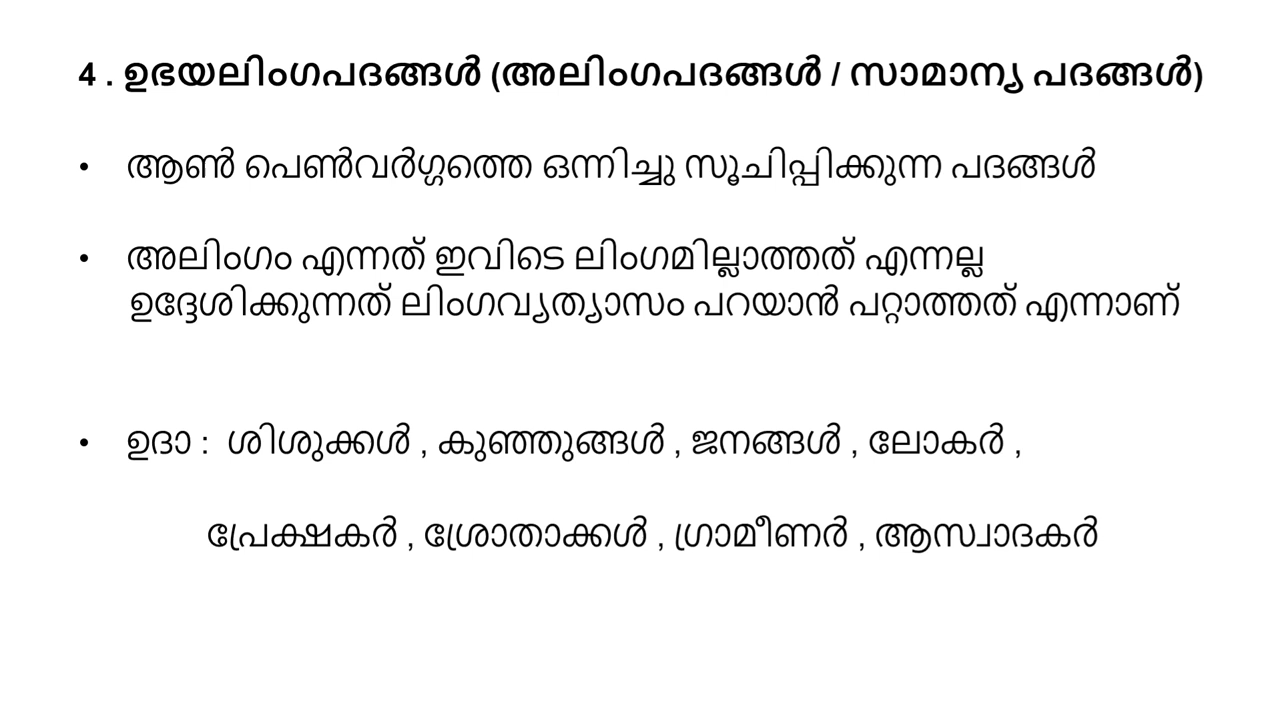 4 . ഉഭയലിംഗപദങ്ങൾ (അലിംഗപദങ്ങൾ / സാമാന്യ പദങ്ങൾ)
• ആൺ പെൺവർഗ്ഗത്തെ ഒന്നിച്ചു സൂചിപ്പിക്കുന്ന പദങ്ങൾ
• അലിംഗം എന്നത് ഇവിടെ ലിംഗമില്ലാത്തത് എന്നല്ല
ഉദ്ദേശിക്കുന്നത് ലിംഗവ്യത്യാസം പറയാൻ പറ്റാത്തത് എന്നാണ്
• ഉദാ : ശിശുക്കൾ , കുഞ്ഞുങ്ങൾ , ജനങ്ങൾ , ലോകർ ,
പ്രേക്ഷകർ , ശ്രോതാക്കൾ , ഗ്രാമീണർ , ആസ്വാദകർ